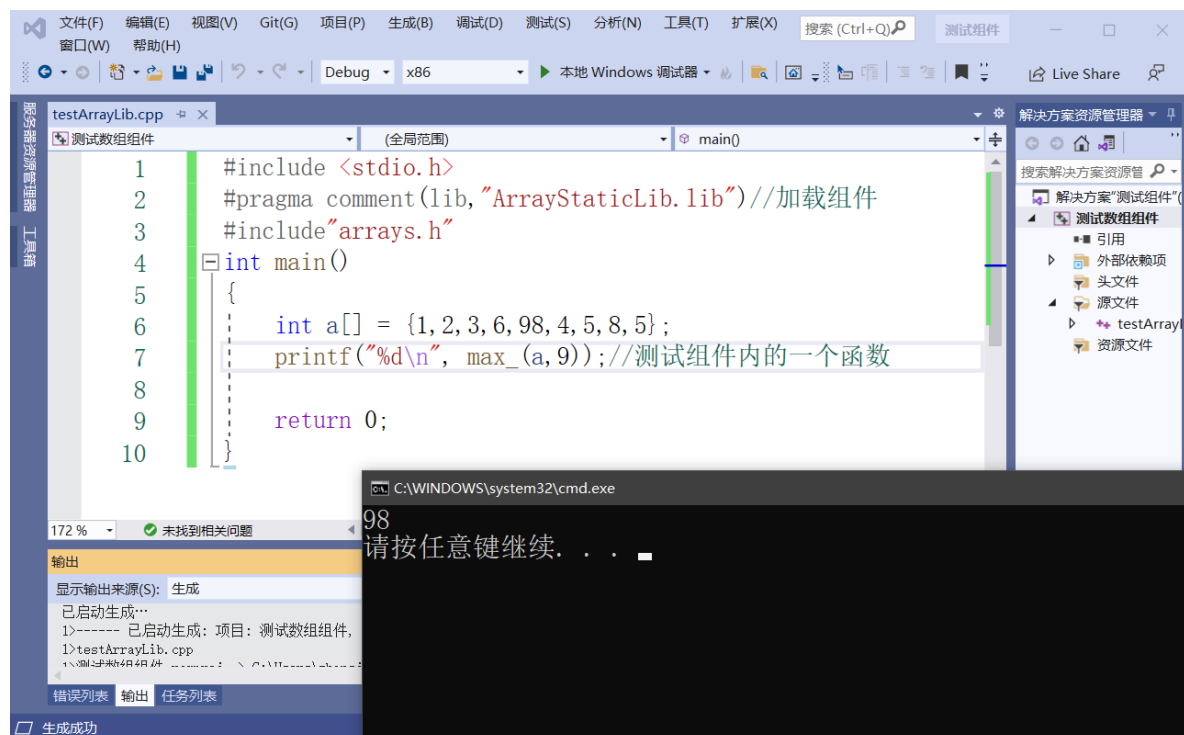 文件(F) 编辑(E) 视图(V) Git(G) 项目(P) 生成(B) 调试(D) 测试(S) 分析(N) 工具(T) 扩展(X) 搜索 (Ctrl+Q) 测试组件
窗口(W) 帮助(H)
Debug x86 本地 Windows 调试器 Live Share
服务器资源管理器
工具箱
testArrayLib.cpp
测试数组组件 (全局范围) main()
1 #include <stdio.h>
2 #pragma comment(lib,"ArrayStaticLib.lib")//加载组件
3 #include"arrays.h"
4 int main()
5 {
6 int a[] = {1,2,3,6,98,4,5,8,5};
7 printf("%d\n", max_(a,9));//测试组件内的一个函数
8
9 return 0;
10 }
172 % 未找到相关问题
解决方案资源管理器
搜索解决方案资源管
解决方案"测试组件"(
测试数组组件
引用
外部依赖项
头文件
源文件
testArrayl
资源文件
C:\WINDOWS\system32\cmd.exe
98
请按任意键继续. . .
输出
显示输出来源(S): 生成
已启动生成…
1>------ 已启动生成: 项目: 测试数组组件,
1>testArrayLib.cpp
错误列表 输出 任务列表
生成成功